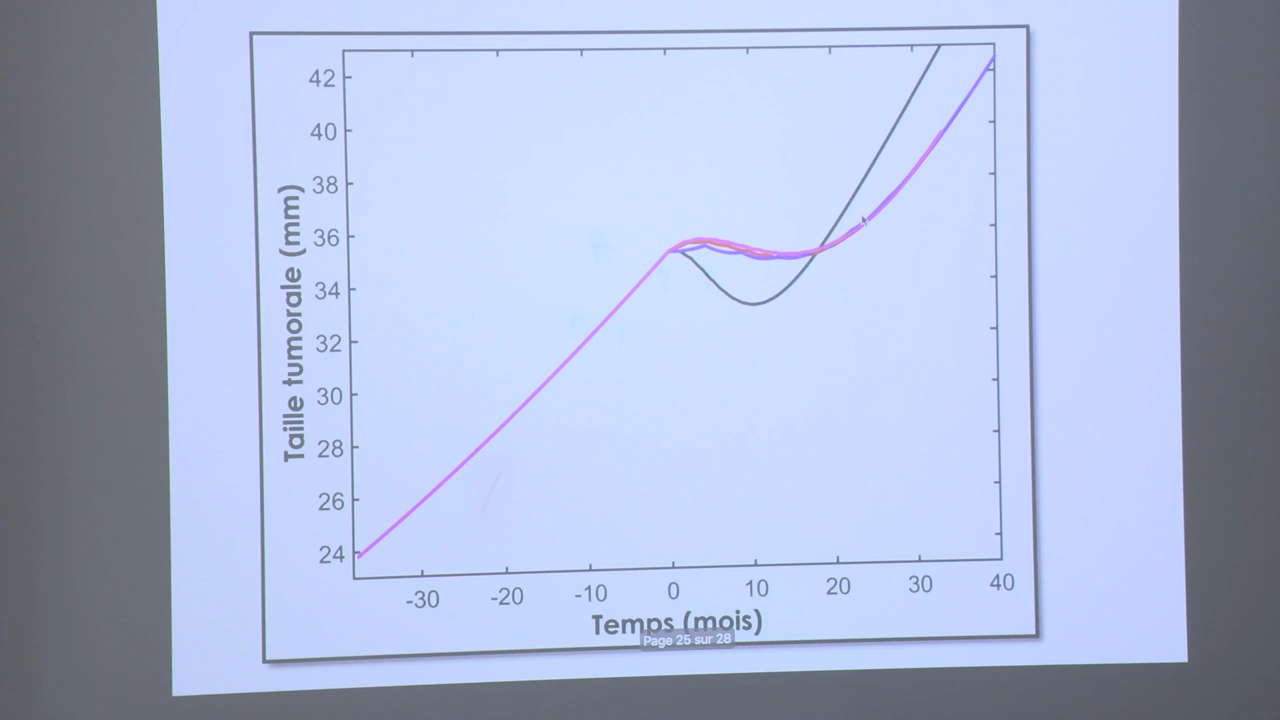 42
40
38
36
34
32
30
28
26
24
Taille tumorale (mm)
-30 -20 -10 0 10 20 30 40
Temps (mois)
Page 25 sur 28